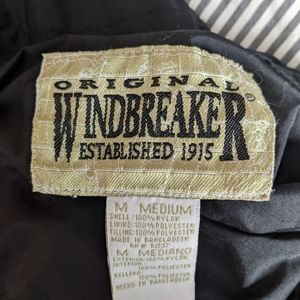 ORIGINAL
WINDBREAKER®
ESTABLISHED 1915
M MEDIUM
SHELL: 100% NYLON
LINING: 100% POLYESTER
FILLING: 100% POLYESTER
MADE IN BANGLADESH
M MEDIANO
EXTERIOR: 100% NYLON
INTERIOR:
100% POLYESTER
RELLENO:
100% POLYESTER
HECHO EN BANGLADESH